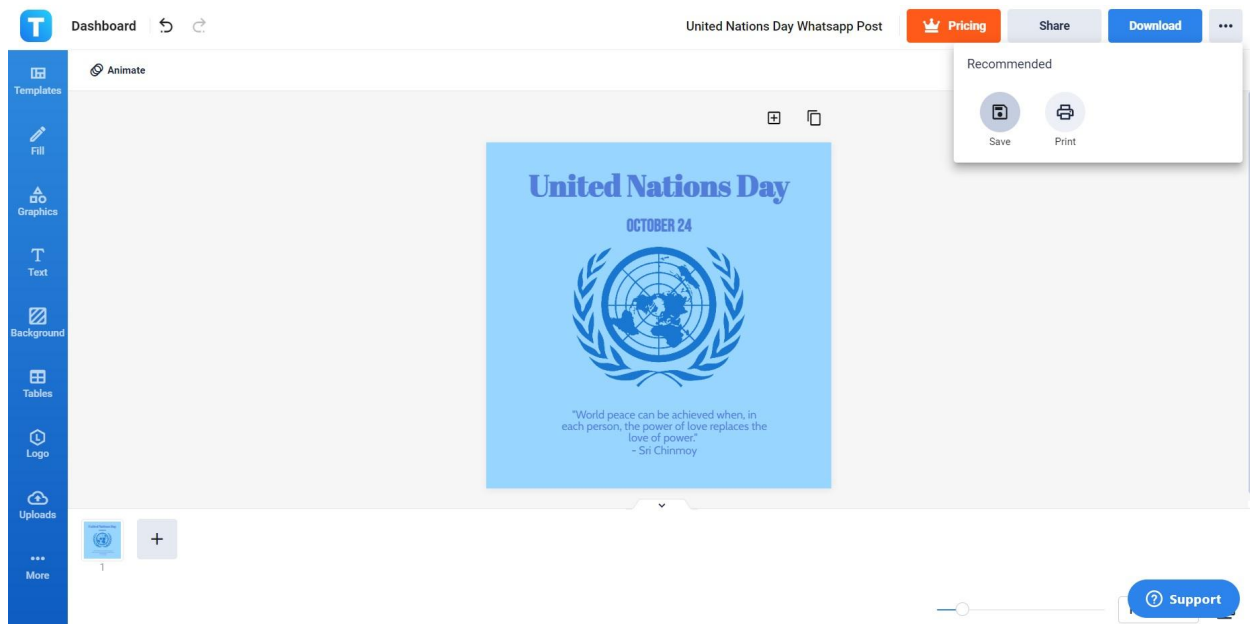 Dashboard
United Nations Day Whatsapp Post
Pricing
Share
Download
Templates
Animate
Recommended
Save
Print
Fill
Graphics
Text
Background
Tables
Logo
Uploads
More
United Nations Day
OCTOBER 24
"World peace can be achieved when, in
each person, the power of love replaces the
love of power."
- Sri Chinmoy
1
Support